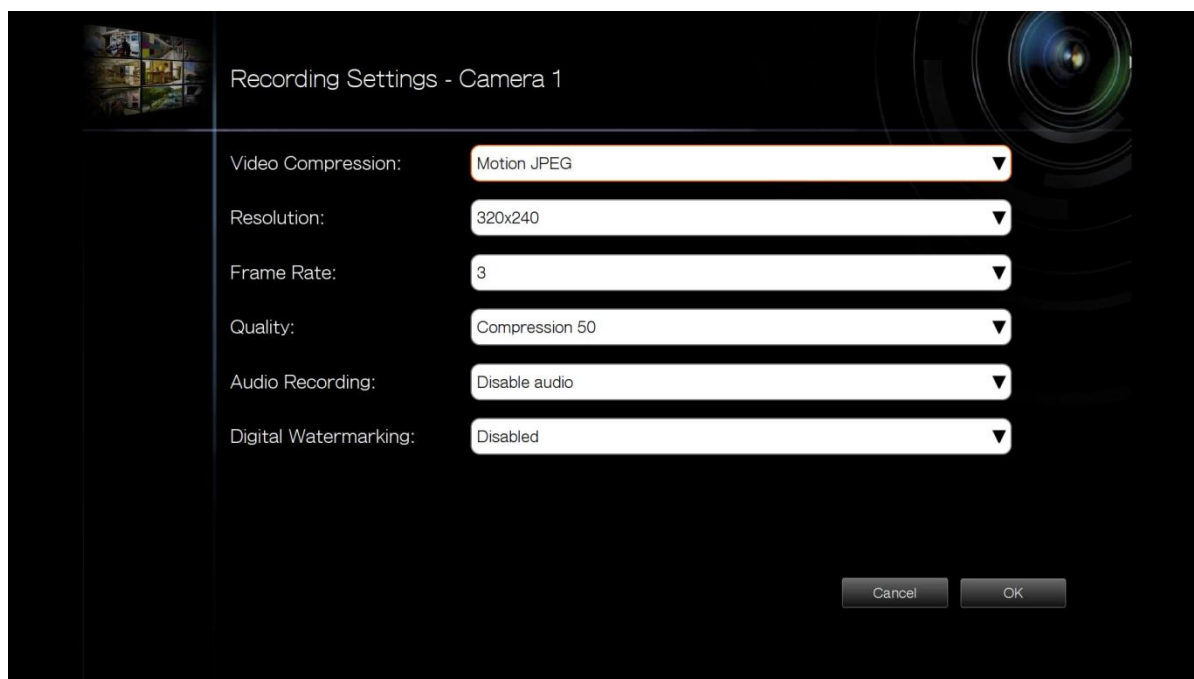 Recording Settings - Camera 1
Video Compression: Motion JPEG
Resolution: 320x240
Frame Rate: 3
Quality: Compression 50
Audio Recording: Disable audio
Digital Watermarking: Disabled
Cancel OK